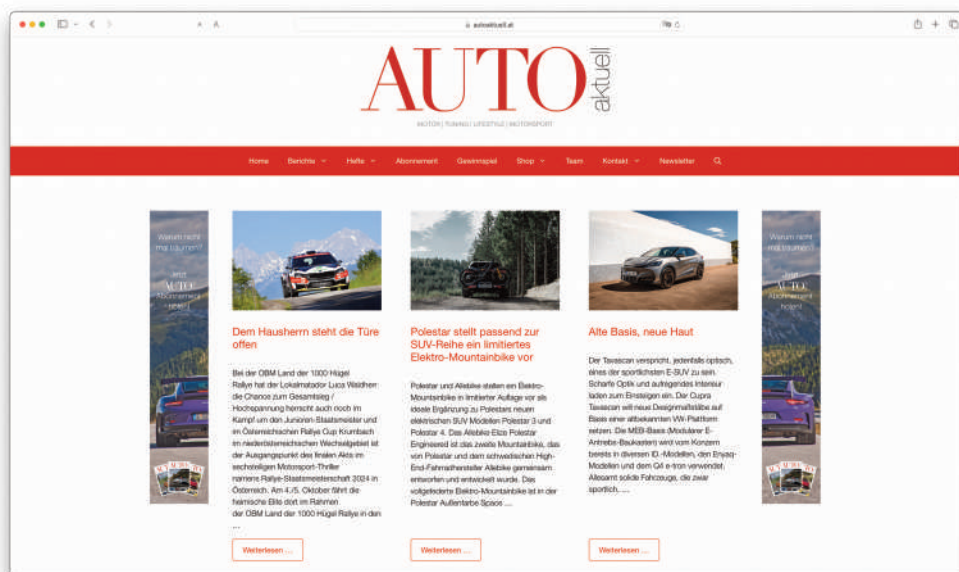 autoaktuell.at
AUTO
aktuell
MOTOR | TUNING | LIFESTYLE | MOTORSPORT
Home Berichte Hefte Abonnement Gewinnspiel Shop Team Kontakt Newsletter
Warum nicht
mal träumen?
Jetzt
AUTO
Abonnement
holen!
Dem Hausherrn steht die Türe
offen
Bei der OBM Land der 1000 Hügel
Rallye hat der Lokalmatador Luca Waldherr
die Chance zum Gesamtsieg /
Hochspannung herrscht auch noch im
Kampf um den Junioren-Staatsmeister und
im Österreichischen Rallye Cup Krumbach
im niederösterreichischen Wechselgebiet ist
der Ausgangspunkt des finalen Akts im
sechsteiligen Motorsport-Thriller
namens Rallye-Staatsmeisterschaft 2024 in
Österreich. Am 4./5. Oktober fährt die
heimische Elite dort im Rahmen
der OBM Land der 1000 Hügel Rallye in den
…
Weiterlesen …
Polestar stellt passend zur
SUV-Reihe ein limitiertes
Elektro-Mountainbike vor
Polestar und Allebike stellen ein Elektro-
Mountainbike in limitierter Auflage vor als
ideale Ergänzung zu Polestars neuen
elektrischen SUV Modellen Polestar 3 und
Polestar 4. Das Allebike Elize Polestar
Engineered ist das zweite Mountainbike, das
von Polestar und dem schwedischen High-
End-Fahrradhersteller Allebike gemeinsam
entworfen und entwickelt wurde. Das
vollgefederte Elektro-Mountainbike ist in der
Polestar Außenfarbe Space …
Weiterlesen …
Alte Basis, neue Haut
Der Tavascan verspricht, jedenfalls optisch,
eines der sportlichsten E-SUV zu sein.
Scharfe Optik und aufregendes Interieur
laden zum Einsteigen ein. Der Cupra
Tavascan will neue Designmaßstäbe auf
Basis einer altbekannten VW-Plattform
setzen. Die MEB-Basis (Modularer E-
Antriebs-Baukasten) wird vom Konzern
bereits in diversen ID.-Modellen, den Enyaq-
Modellen und dem Q4 e-tron verwendet.
Allesamt solide Fahrzeuge, die zwar
sportlich, …
Weiterlesen …
Warum nicht
mal träumen?
Jetzt
AUTO
Abonnement
holen!